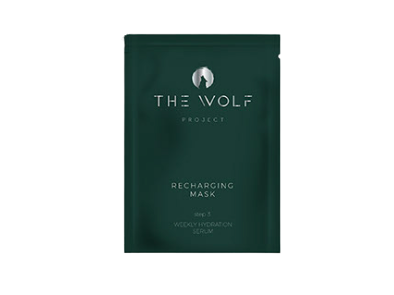 THE WOLF
PROJECT
RECHARGING
MASK
WEEKLY HYDRATION
SERUM